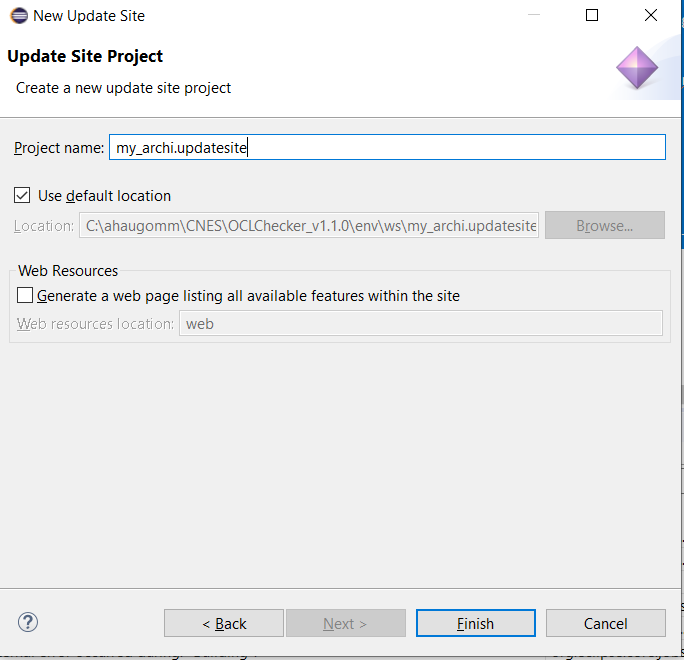 New Update Site
Update Site Project
Create a new update site project
Project name: my_archi.updatesite
Use default location
Location: C:\ahaugomm\CNES\OCLChecker_v1.1.0\env\ws\my_archi.updatesite
Browse...
Web Resources
Generate a web page listing all available features within the site
Web resources location: web
< Back
Next >
Finish
Cancel